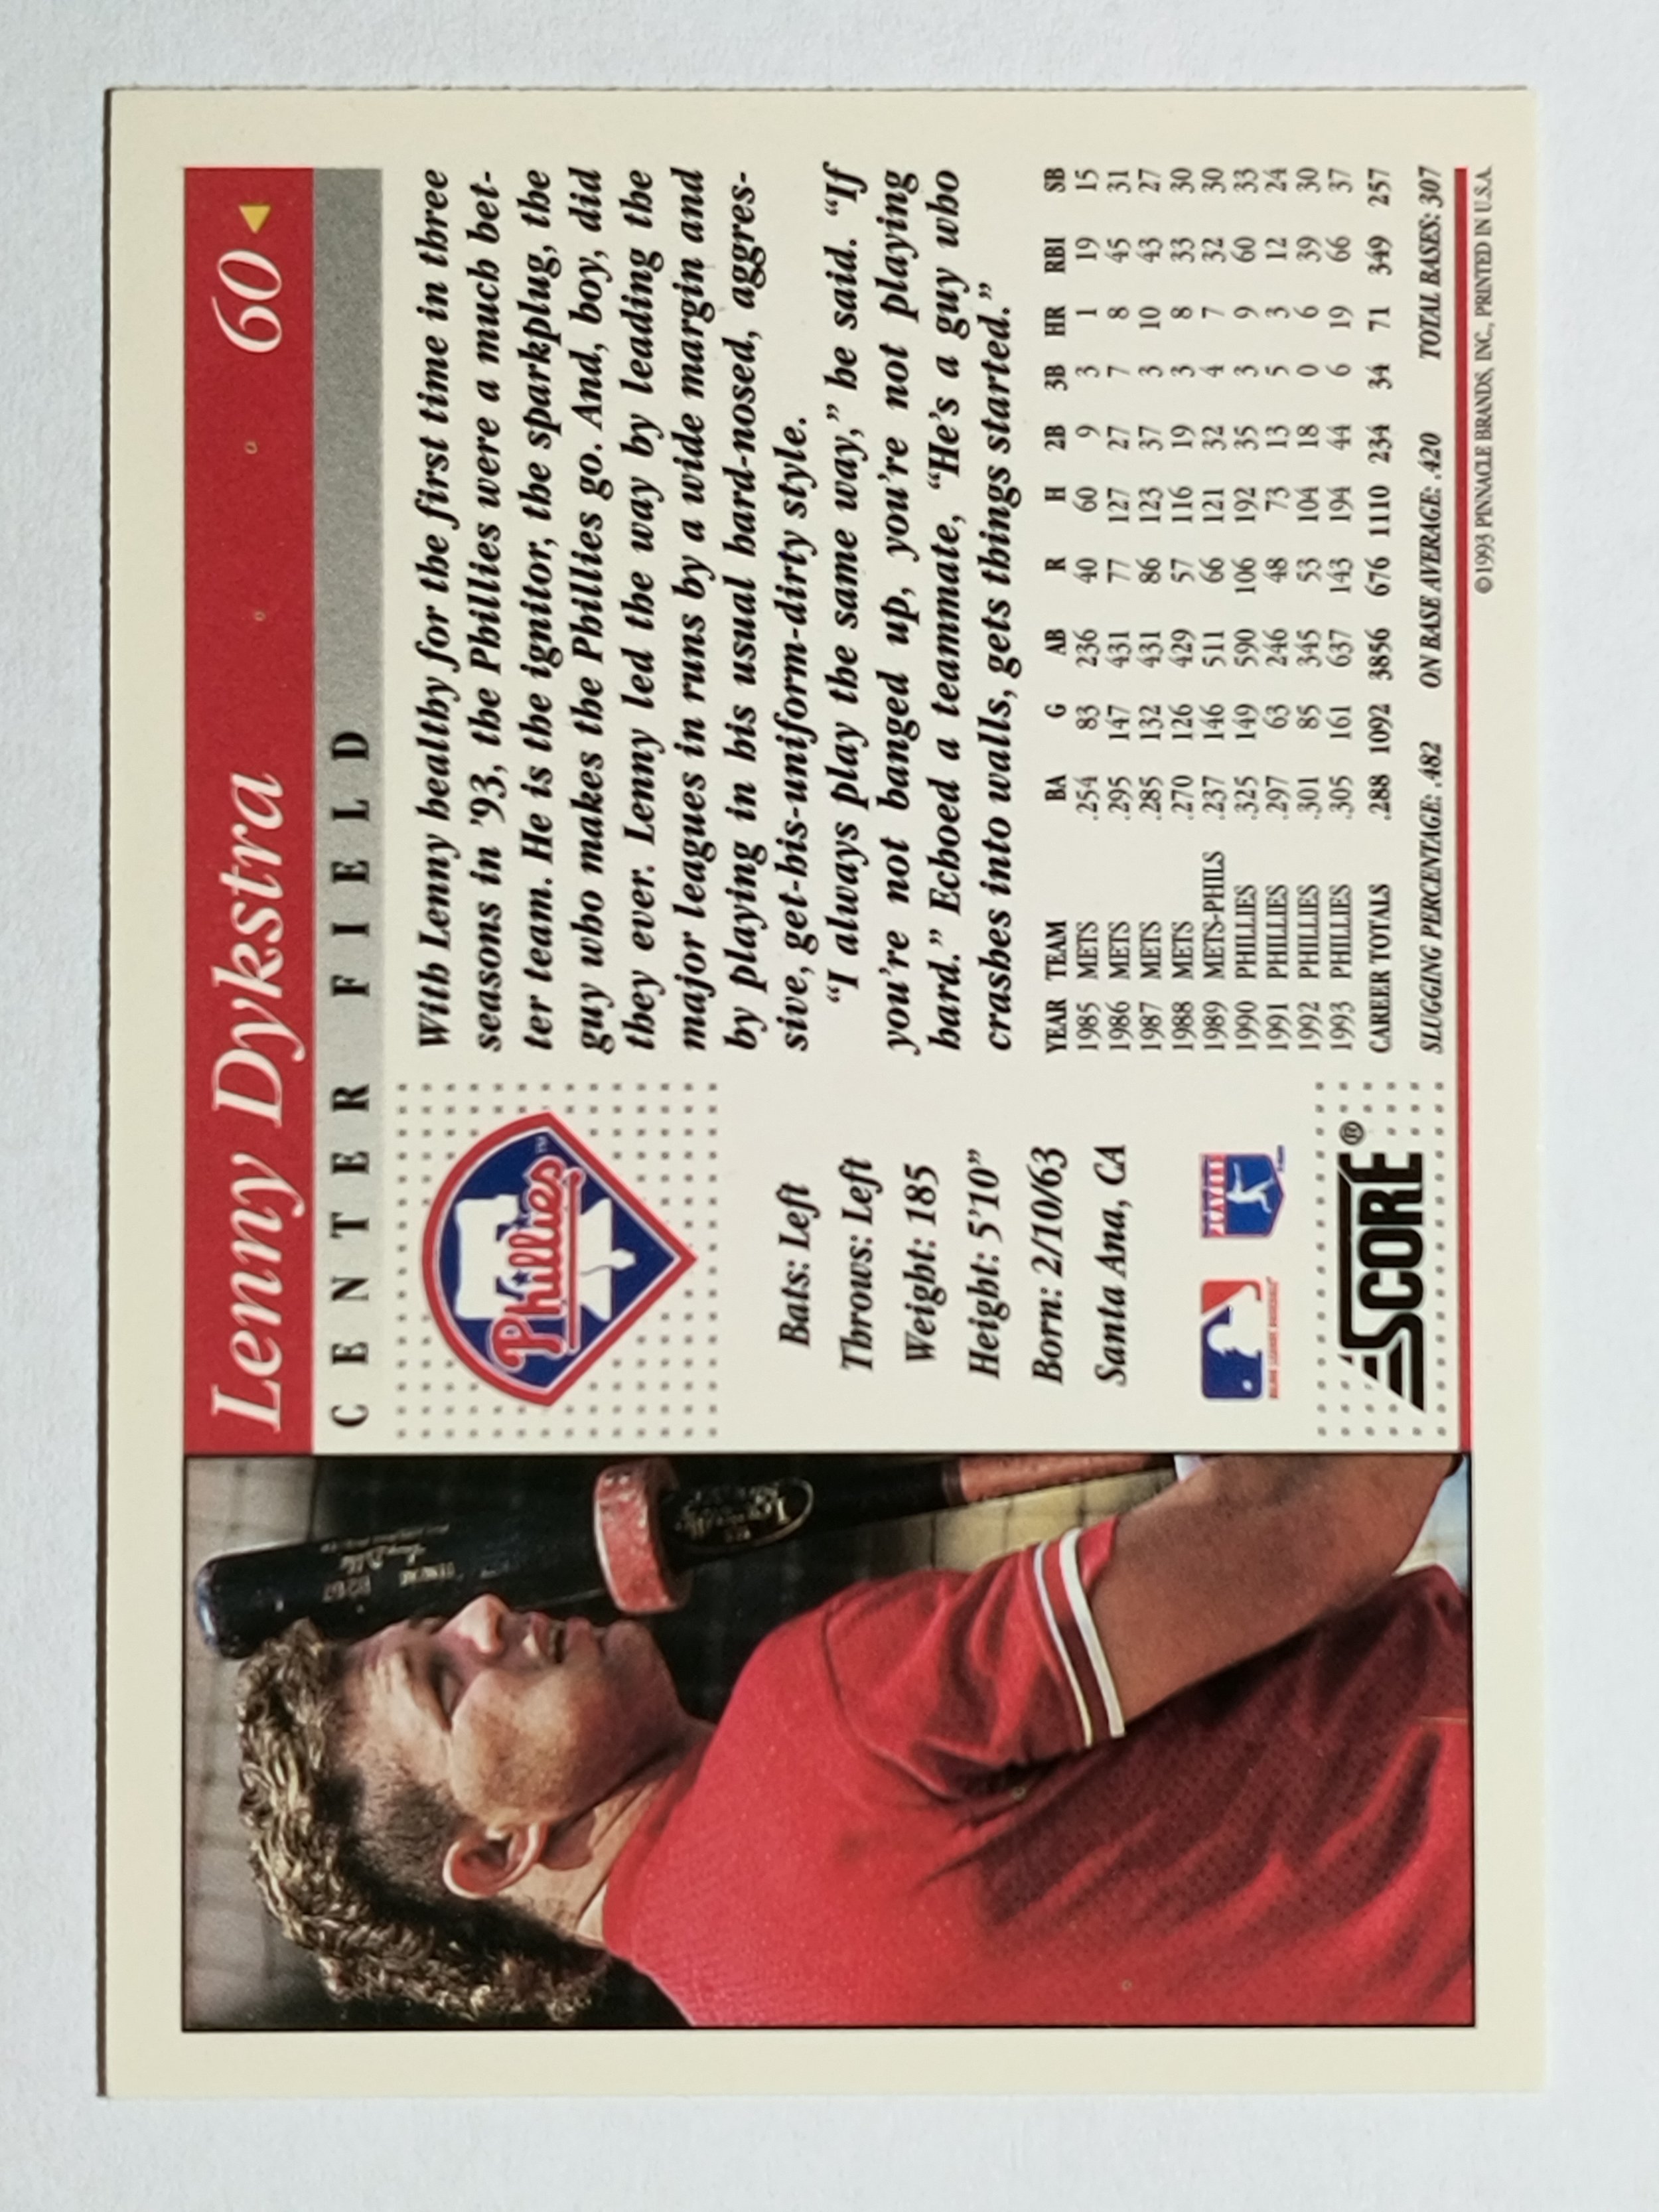 Lenny Dykstra 60
CENTER FIELD
Phillies™
Bats: Left
Throws: Left
Weight: 185
Height: 5'10"
Born: 2/10/63
Santa Ana, CA
SCORE®
With Lenny healthy for the first time in three
seasons in '93, the Phillies were a much bet-
ter team. He is the ignitor, the sparkplug, the
guy who makes the Phillies go. And, boy, did
they ever. Lenny led the way by leading the
major leagues in runs by a wide margin and
by playing in his usual hard-nosed, aggres-
sive, get-his-uniform-dirty style.
"I always play the same way," he said. "If
you're not banged up, you're not playing
hard." Echoed a teammate, "He's a guy who
crashes into walls, gets things started."
YEAR TEAM BA G AB R H 2B 3B HR RBI SB
1985 METS .254 83 236 40 60 9 3 1 19 15
1986 METS .295 147 431 77 127 27 7 8 45 31
1987 METS .285 132 431 86 123 37 3 10 43 27
1988 METS .270 126 429 57 116 19 3 8 33 30
1989 METS-PHILS .237 146 511 66 121 32 4 7 32 30
1990 PHILLIES .325 149 590 106 192 35 3 9 60 33
1991 PHILLIES .297 63 246 48 73 13 5 3 12 24
1992 PHILLIES .301 85 345 53 104 18 0 6 39 30
1993 PHILLIES .305 161 637 143 194 44 6 19 66 37
CAREER TOTALS .288 1092 3856 676 1110 234 34 71 349 257
SLUGGING PERCENTAGE: .482 ON BASE AVERAGE: .420 TOTAL BASES: 307
©1993 PINNACLE BRANDS, INC., PRINTED IN U.S.A.